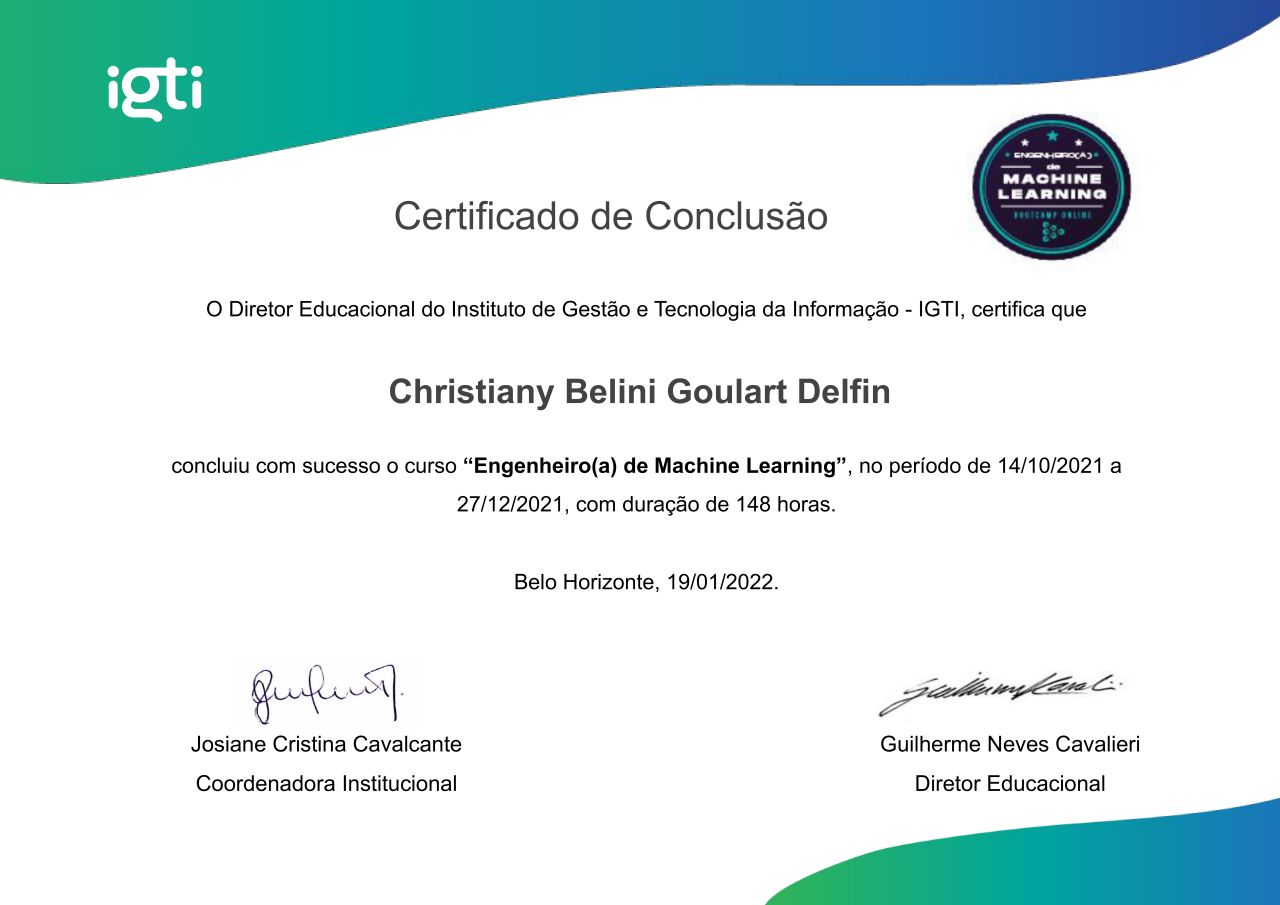 igti
ENGENHEIRO(A)
de
MACHINE
LEARNING
BOOTCAMP ONLINE
Certificado de Conclusão
O Diretor Educacional do Instituto de Gestão e Tecnologia da Informação - IGTI, certifica que
Christiany Belini Goulart Delfin
concluiu com sucesso o curso “Engenheiro(a) de Machine Learning”, no período de 14/10/2021 a
27/12/2021, com duração de 148 horas.
Belo Horizonte, 19/01/2022.
Josiane Cristina Cavalcante
Coordenadora Institucional
Guilherme Neves Cavalieri
Diretor Educacional